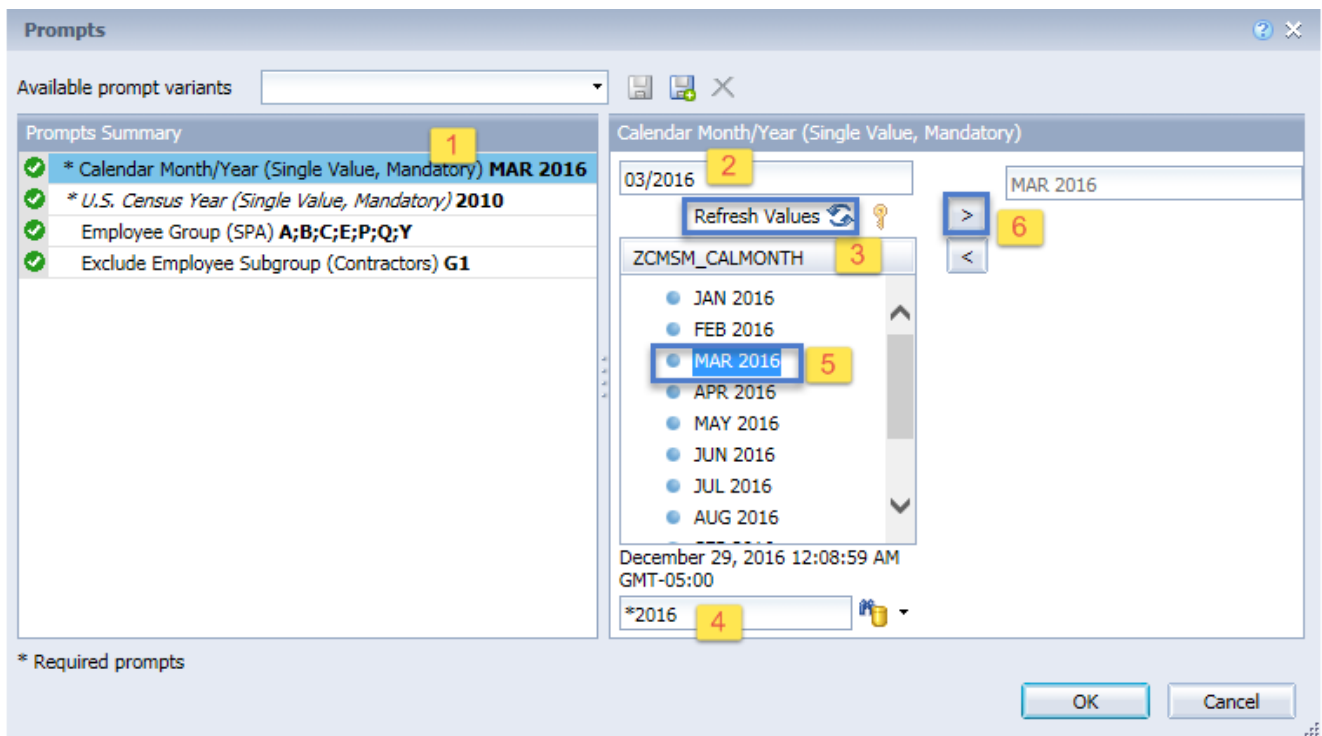 Prompts
Available prompt variants
Prompts Summary
1
* Calendar Month/Year (Single Value, Mandatory) MAR 2016
* U.S. Census Year (Single Value, Mandatory) 2010
Employee Group (SPA) A;B;C;E;P;Q;Y
Exclude Employee Subgroup (Contractors) G1
Calendar Month/Year (Single Value, Mandatory)
03/2016
2
Refresh Values
3
ZCMSM_CALMONTH
JAN 2016
FEB 2016
MAR 2016
5
APR 2016
MAY 2016
JUN 2016
JUL 2016
AUG 2016
December 29, 2016 12:08:59 AM
GMT-05:00
*2016
4
>
6
<
MAR 2016
* Required prompts
OK
Cancel